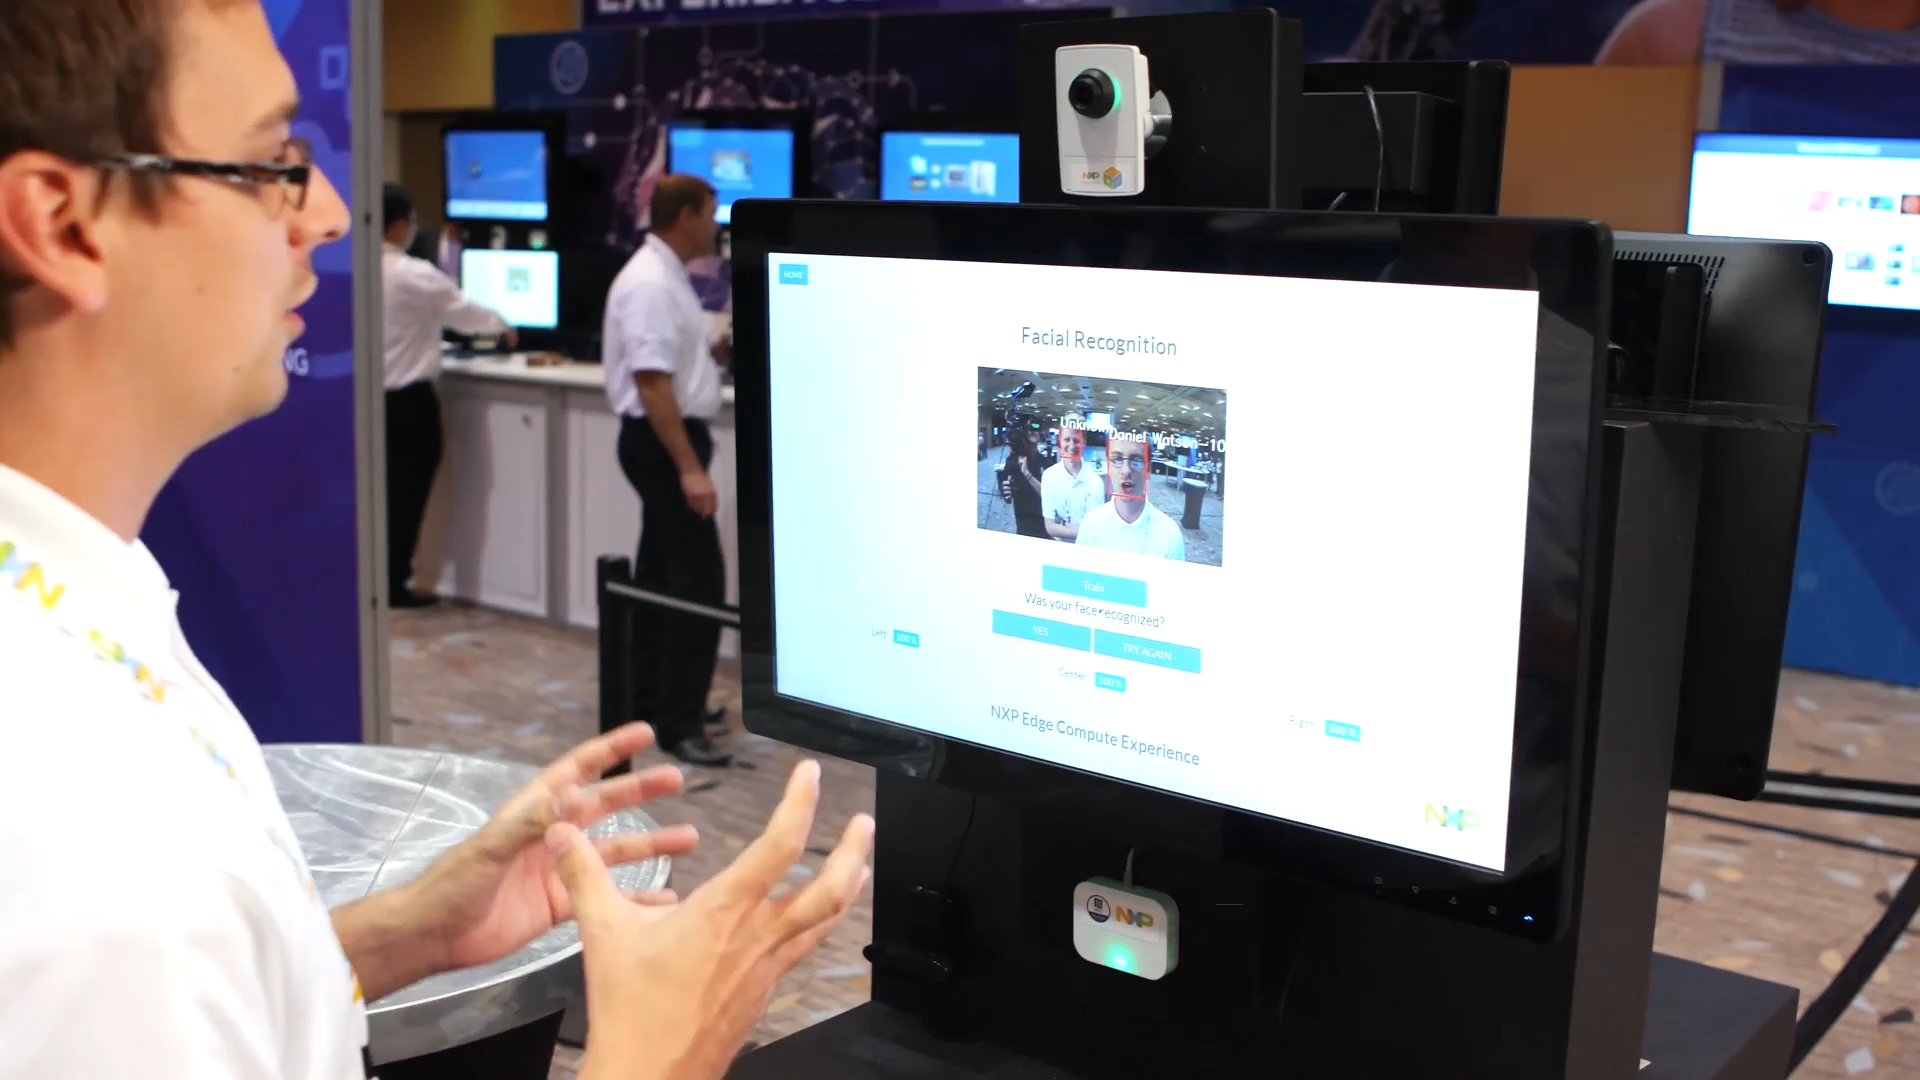 NXP
HOME
Facial Recognition
Unknown
Daniel Watson--10
Train
Was your face recognized?
YES
TRY AGAIN
Left: 100 %
Center: 100 %
Right: 100 %
NXP Edge Compute Experience
NXP
NXP